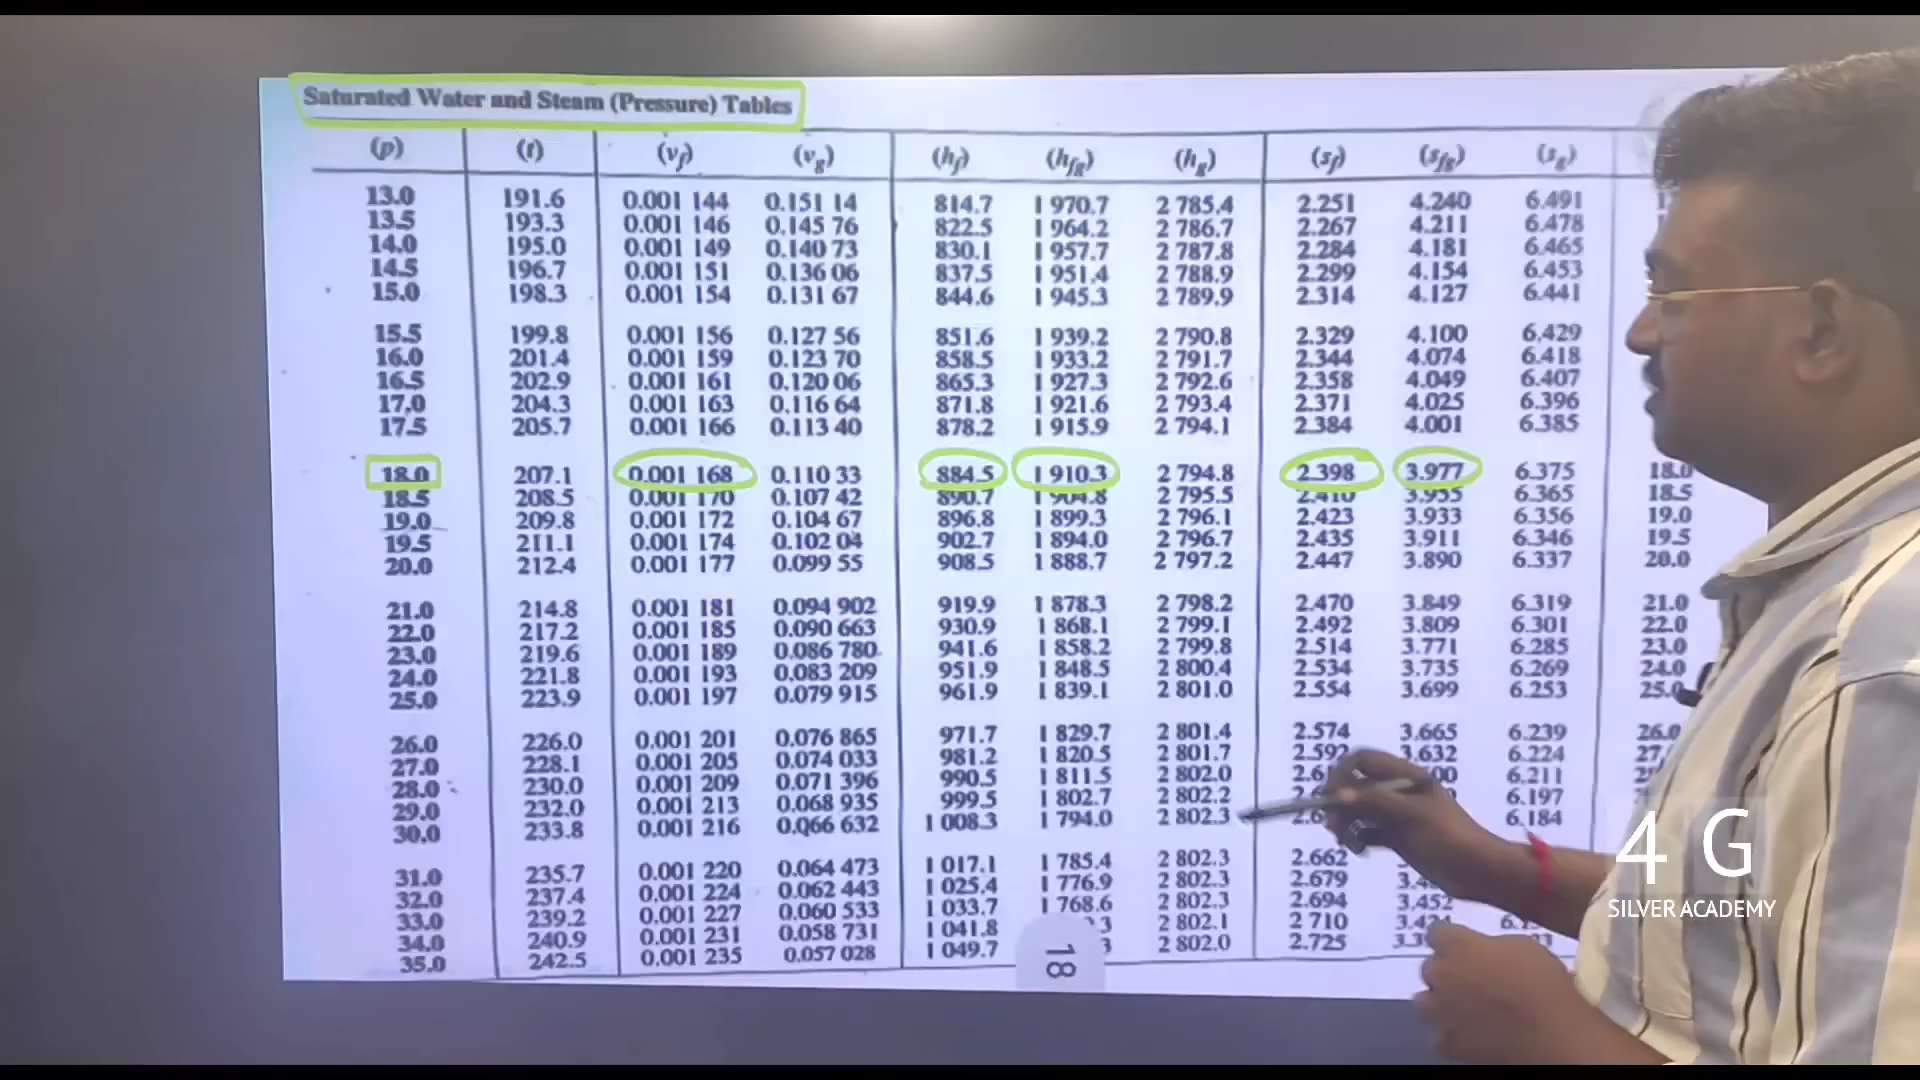 Saturated Water and Steam (Pressure) Tables
(p) (t) (vf) (vg) (hf) (hfg) (hg) (sf) (sfg) (sg)
13.0 191.6 0.001 144 0.151 14 814.7 1 970.7 2 785.4 2.251 4.240 6.491
13.5 193.3 0.001 146 0.145 76 822.5 1 964.2 2 786.7 2.267 4.211 6.478
14.0 195.0 0.001 149 0.140 73 830.1 1 957.7 2 787.8 2.284 4.181 6.465
14.5 196.7 0.001 151 0.136 06 837.5 1 951.4 2 788.9 2.299 4.154 6.453
15.0 198.3 0.001 154 0.131 67 844.6 1 945.3 2 789.9 2.314 4.127 6.441
15.5 199.8 0.001 156 0.127 56 851.6 1 939.2 2 790.8 2.329 4.100 6.429
16.0 201.4 0.001 159 0.123 70 858.5 1 933.2 2 791.7 2.344 4.074 6.418
16.5 202.9 0.001 161 0.120 06 865.3 1 927.3 2 792.6 2.358 4.049 6.407
17.0 204.3 0.001 163 0.116 64 871.8 1 921.6 2 793.4 2.371 4.025 6.396
17.5 205.7 0.001 166 0.113 40 878.2 1 915.9 2 794.1 2.384 4.001 6.385
18.0 207.1 0.001 168 0.110 33 884.5 1 910.3 2 794.8 2.398 3.977 6.375 18.0
18.5 208.5 0.001 170 0.107 42 890.7 1 904.8 2 795.5 2.410 3.955 6.365 18.5
19.0 209.8 0.001 172 0.104 67 896.8 1 899.3 2 796.1 2.423 3.933 6.356 19.0
19.5 211.1 0.001 174 0.102 04 902.7 1 894.0 2 796.7 2.435 3.911 6.346 19.5
20.0 212.4 0.001 177 0.099 55 908.5 1 888.7 2 797.2 2.447 3.890 6.337 20.0
21.0 214.8 0.001 181 0.094 902 919.9 1 878.3 2 798.2 2.470 3.849 6.319 21.0
22.0 217.2 0.001 185 0.090 663 930.9 1 868.1 2 799.1 2.492 3.809 6.301 22.0
23.0 219.6 0.001 189 0.086 780 941.6 1 858.2 2 799.8 2.514 3.771 6.285 23.0
24.0 221.8 0.001 193 0.083 209 951.9 1 848.5 2 800.4 2.534 3.735 6.269 24.0
25.0 223.9 0.001 197 0.079 915 961.9 1 839.1 2 801.0 2.554 3.699 6.253 25.0
26.0 226.0 0.001 201 0.076 865 971.7 1 829.7 2 801.4 2.574 3.665 6.239 26.0
27.0 228.1 0.001 205 0.074 033 981.2 1 820.5 2 801.7 2.592 3.632 6.224
28.0 230.0 0.001 209 0.071 396 990.5 1 811.5 2 802.0 6.211
29.0 232.0 0.001 213 0.068 935 999.5 1 802.7 2 802.2 6.197
30.0 233.8 0.001 216 0.066 632 1 008.3 1 794.0 2 802.3 6.184
31.0 235.7 0.001 220 0.064 473 1 017.1 1 785.4 2 802.3 2.662
32.0 237.4 0.001 224 0.062 443 1 025.4 1 776.9 2 802.3 2.679
33.0 239.2 0.001 227 0.060 533 1 033.7 1 768.6 2 802.3 2.694 3.452
34.0 240.9 0.001 231 0.058 731 1 041.8 2 802.1 2 710
35.0 242.5 0.001 235 0.057 028 1 049.7 2 802.0 2.725
18
4 G
SILVER ACADEMY